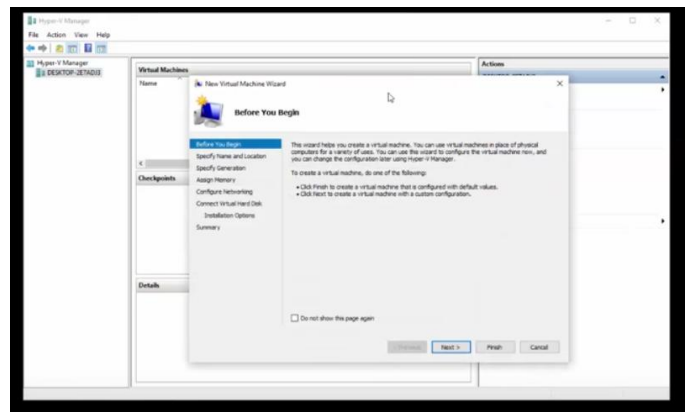 Hyper-V Manager
File Action View Help
Hyper-V Manager
Virtual Machines
Name
Checkpoints
Details
Actions
New Virtual Machine Wizard
Before You Begin
Before You Begin
Specify Name and Location
Specify Generation
Assign Memory
Configure Networking
Connect Virtual Hard Disk
Installation Options
Summary
This wizard helps you create a virtual machine. You can use virtual machines in place of physical
computers for a variety of uses. You can use this wizard to configure the virtual machine now, and
you can change the configuration later using Hyper-V Manager.
To create a virtual machine, do one of the following:
• Click Finish to create a virtual machine that is configured with default values.
• Click Next to create a virtual machine with a custom configuration.
Do not show this page again
Next >
Finish
Cancel